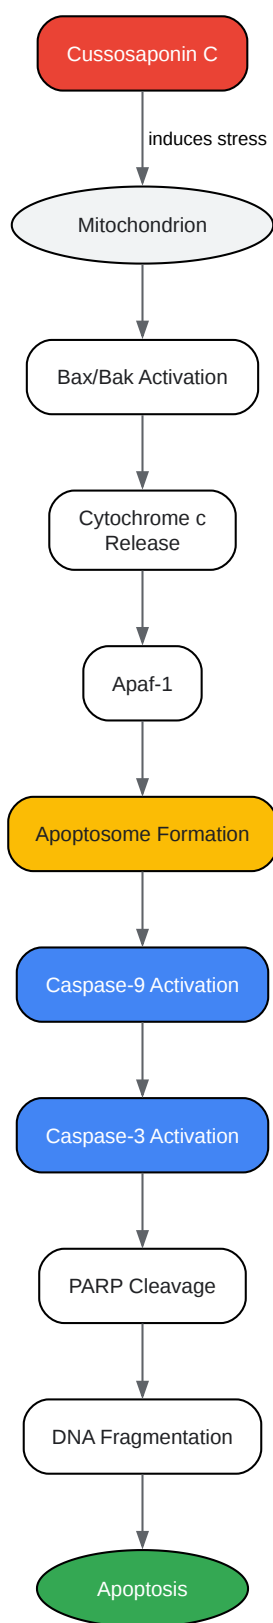 Cussosaponin C
induces stress
Mitochondrion
Bax/Bak Activation
Cytochrome c
Release
Apaf-1
Apoptosome Formation
Caspase-9 Activation
Caspase-3 Activation
PARP Cleavage
DNA Fragmentation
Apoptosis